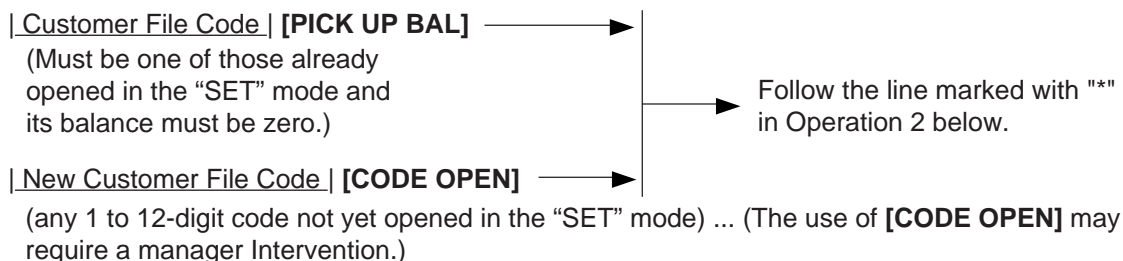 | Customer File Code | [PICK UP BAL]
(Must be one of those already
opened in the “SET” mode and
its balance must be zero.)
Follow the line marked with "*"
in Operation 2 below.
| New Customer File Code | [CODE OPEN]
(any 1 to 12-digit code not yet opened in the “SET” mode) ... (The use of [CODE OPEN] may
require a manager Intervention.)